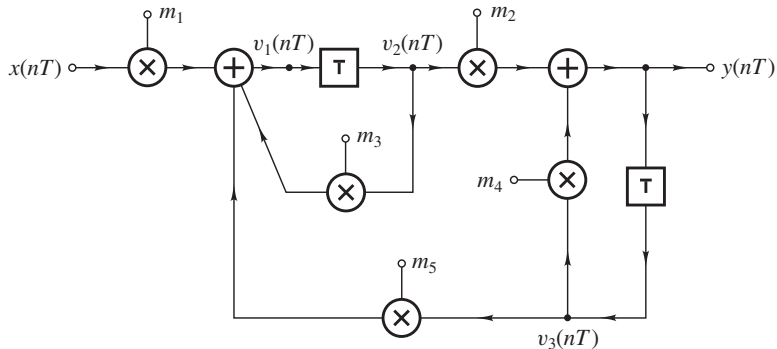 m₁
m₂
x(nT)
v₁(nT)
T
v₂(nT)
y(nT)
m₃
m₄
T
m₅
v₃(nT)